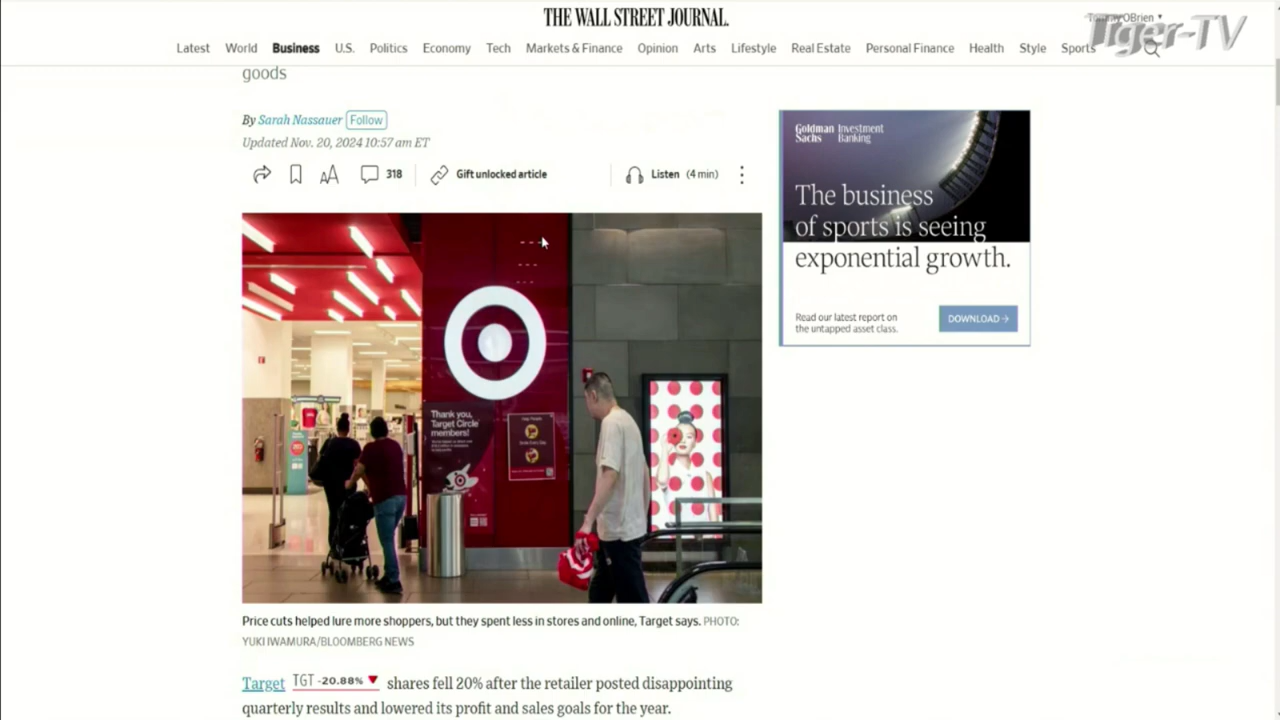 THE WALL STREET JOURNAL.
Tiger-TV
Latest World Business U.S. Politics Economy Tech Markets & Finance Opinion Arts Lifestyle Real Estate Personal Finance Health Style Sports
goods
By Sarah Nassauer Follow
Updated Nov. 20, 2024 10:57 am ET
318 Gift unlocked article Listen (4 min)
Goldman Sachs Investment Banking
The business
of sports is seeing
exponential growth.
Read our latest report on
the untapped asset class.
DOWNLOAD →
Thank you,
Target Circle
members!
Price cuts helped lure more shoppers, but they spent less in stores and online, Target says. PHOTO:
YUKI IWAMURA/BLOOMBERG NEWS
Target TGT -20.88% ▼ shares fell 20% after the retailer posted disappointing
quarterly results and lowered its profit and sales goals for the year.